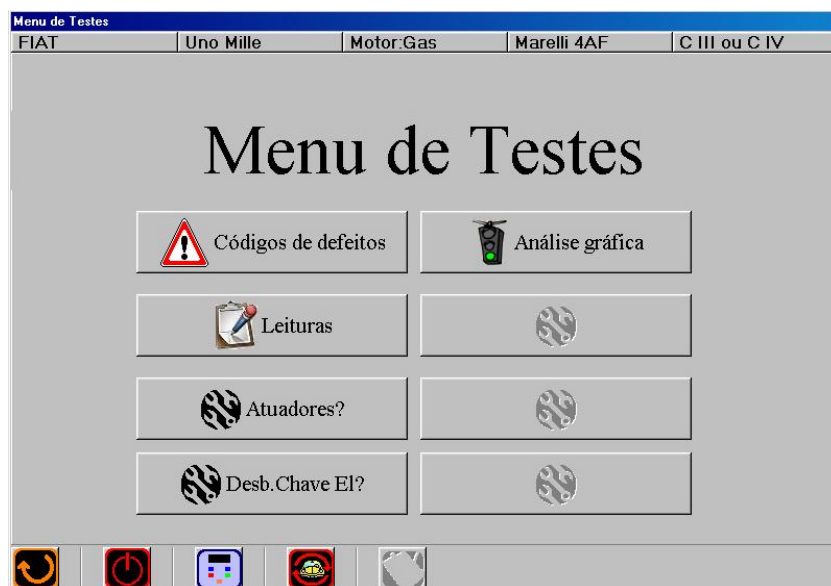 Menu de Testes
FIAT Uno Mille Motor:Gas Marelli 4AF C III ou C IV
Menu de Testes
Códigos de defeitos Análise gráfica
Leituras
Atuadores?
Desb.Chave El?